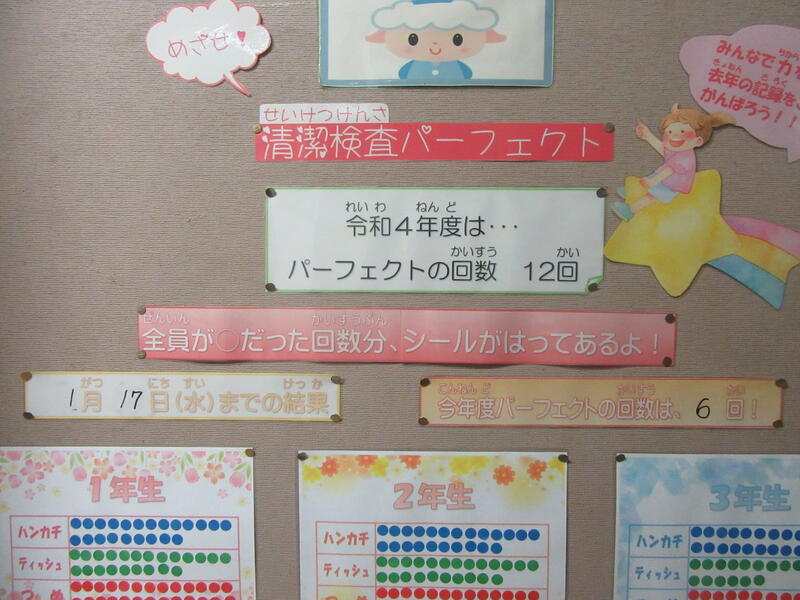 めざせ♥
みんなで力を
去年の記録を
がんばろう！！
せいけつけんさ
清潔検査パーフェクト
れいわ ねんど
令和４年度は･･･
かいすう かい
パーフェクトの回数 12回
ぜんいん かいすうぶん
全員が○だった回数分、シールがはってあるよ！
がつ にち すい けっか
1月 17日(水)までの結果
こんねんど かいすう かい
今年度パーフェクトの回数は、6回！
1年生
ハンカチ
ティッシュ
つめ
2年生
ハンカチ
ティッシュ
3年生
ハンカチ
ティッシュ